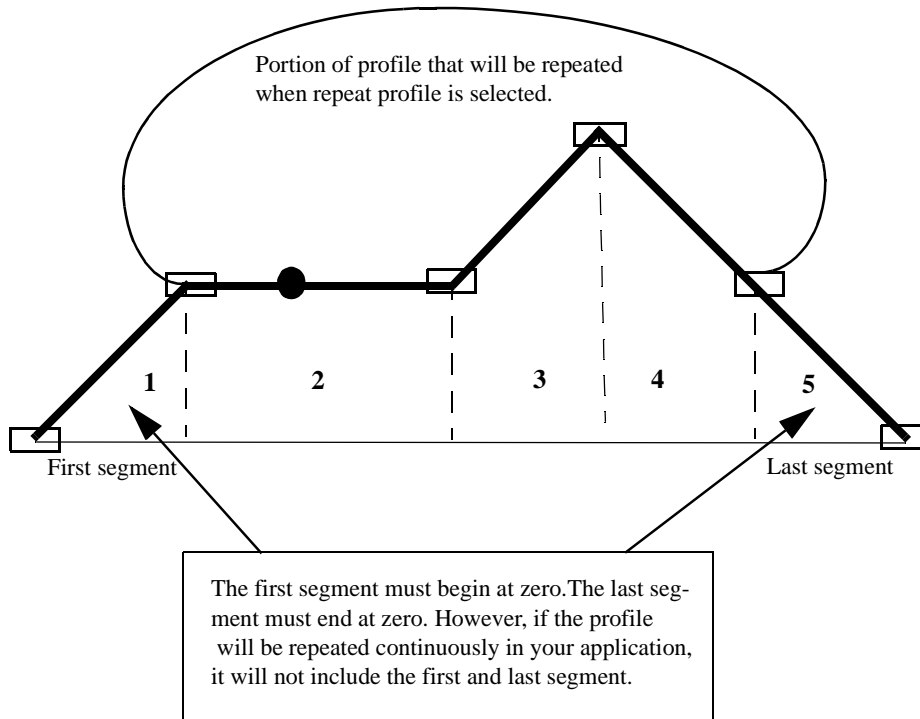 Portion of profile that will be repeated
when repeat profile is selected.
1
2
3
4
5
First segment
Last segment
The first segment must begin at zero.The last seg-
ment must end at zero. However, if the profile
will be repeated continuously in your application,
it will not include the first and last segment.